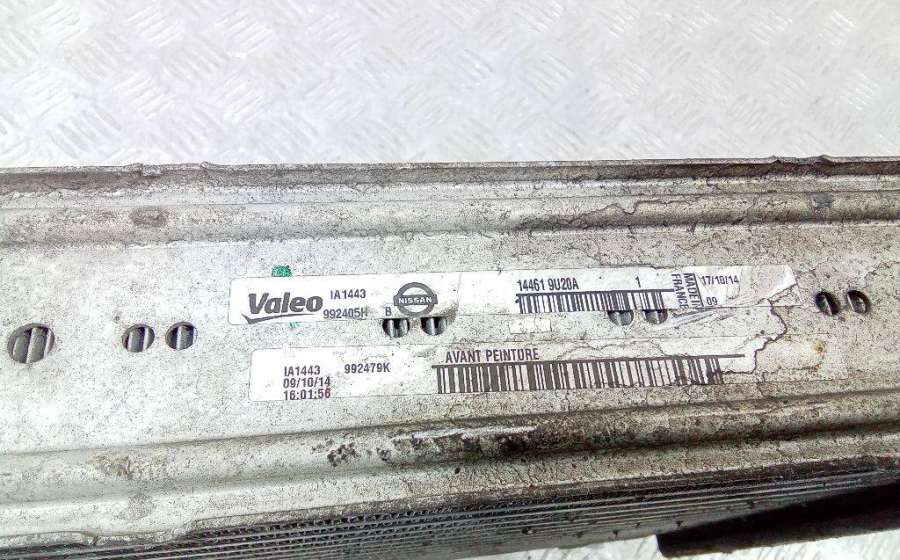 Valeo IA1443 NISSAN 14461 9U20A 1 MADE IN FRANCE 17/10/14
992405H B 09
IA1443 992479K AVANT PEINTURE
09/10/14
16:01:56